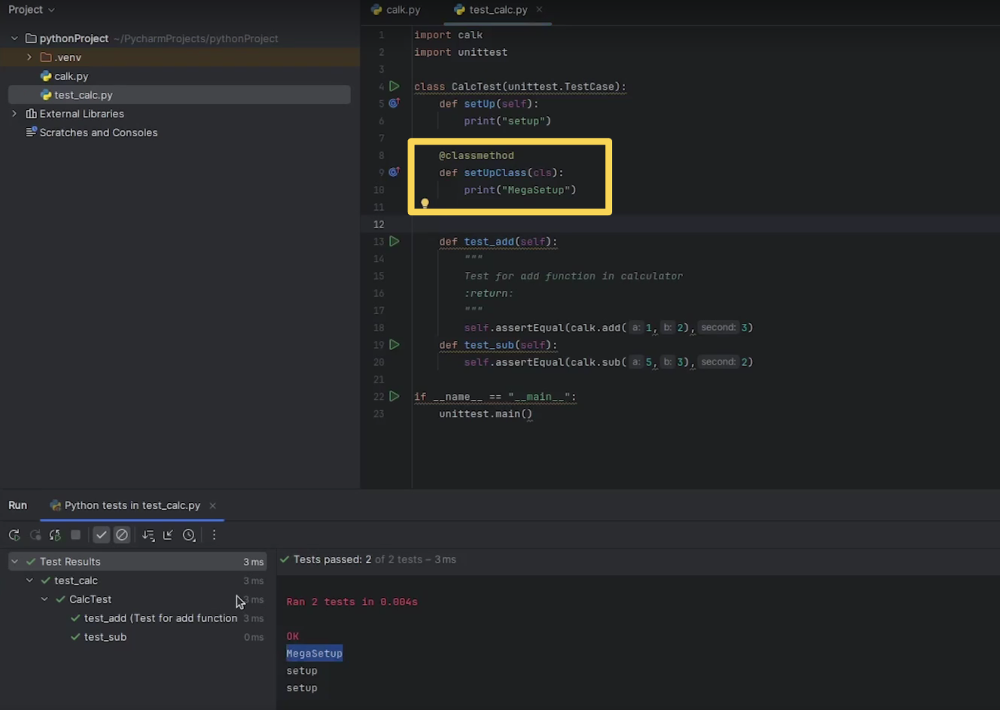 Project
pythonProject ~/PycharmProjects/pythonProject
.venv
calk.py
test_calc.py
External Libraries
Scratches and Consoles
calk.py test_calc.py
1 import calk
2 import unittest
3
4 class CalcTest(unittest.TestCase):
5 def setUp(self):
6 print("setup")
7
8 @classmethod
9 def setUpClass(cls):
10 print("MegaSetup")
11
12
13 def test_add(self):
14 """
15 Test for add function in calculator
16 :return:
17 """
18 self.assertEqual(calk.add( a: 1, b: 2), second: 3)
19 def test_sub(self):
20 self.assertEqual(calk.sub( a: 5, b: 3), second: 2)
21
22 if __name__ == "__main__":
23 unittest.main()
Run Python tests in test_calc.py
Test Results 3 ms
test_calc 3 ms
CalcTest 3 ms
test_add (Test for add function 3 ms
test_sub 0 ms
Tests passed: 2 of 2 tests – 3 ms
Ran 2 tests in 0.004s
OK
MegaSetup
setup
setup